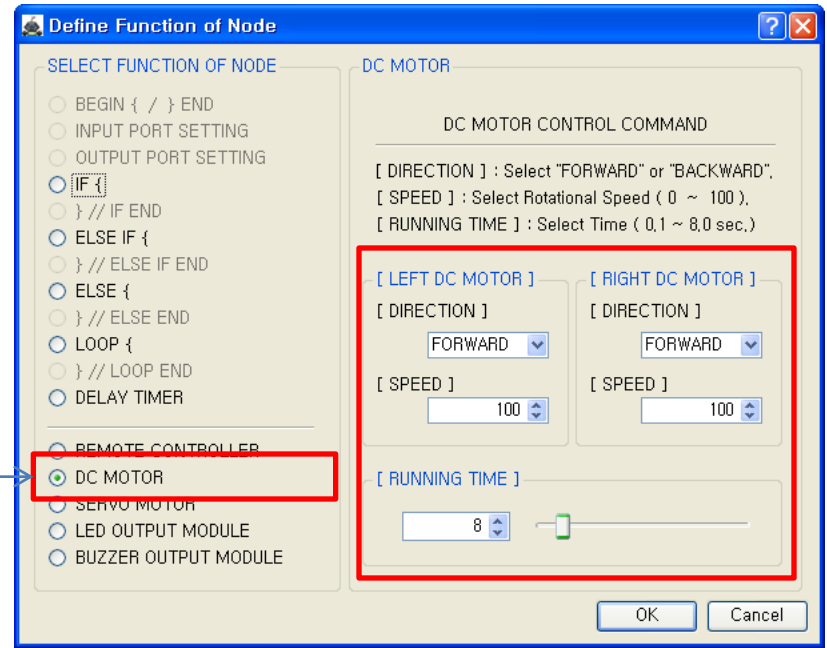 Define Function of Node
SELECT FUNCTION OF NODE
BEGIN { / } END
INPUT PORT SETTING
OUTPUT PORT SETTING
IF {
} // IF END
ELSE IF {
} // ELSE IF END
ELSE {
} // ELSE END
LOOP {
} // LOOP END
DELAY TIMER
REMOTE CONTROLLER
DC MOTOR
SERVO MOTOR
LED OUTPUT MODULE
BUZZER OUTPUT MODULE
DC MOTOR
DC MOTOR CONTROL COMMAND
[ DIRECTION ] : Select "FORWARD" or "BACKWARD",
[ SPEED ] : Select Rotational Speed ( 0 ~ 100 ),
[ RUNNING TIME ] : Select Time ( 0,1 ~ 8,0 sec,)
[ LEFT DC MOTOR ]
[ DIRECTION ]
FORWARD
[ SPEED ]
100
[ RIGHT DC MOTOR ]
[ DIRECTION ]
FORWARD
[ SPEED ]
100
[ RUNNING TIME ]
8
OK Cancel